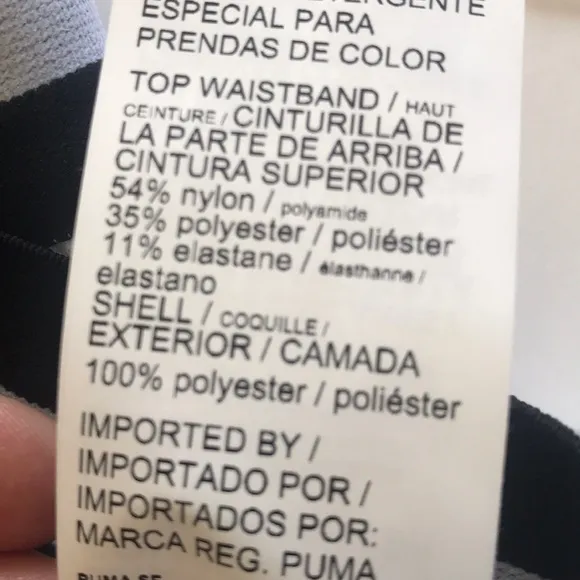 ESPECIAL PARA
PRENDAS DE COLOR
TOP WAISTBAND / HAUT
CEINTURE / CINTURILLA DE
LA PARTE DE ARRIBA /
CINTURA SUPERIOR
54% nylon / polyamide
35% polyester / poliéster
11% elastane / élasthanne /
elastano
SHELL / COQUILLE /
EXTERIOR / CAMADA
100% polyester / poliéster
IMPORTED BY /
IMPORTADO POR /
IMPORTADOS POR:
MARCA REG. PUMA
PUMA SE